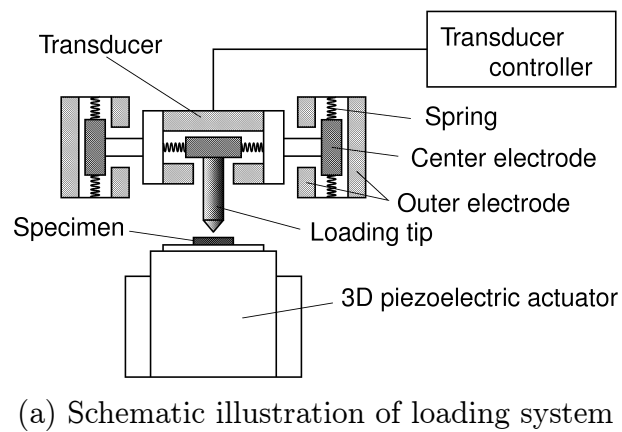 Transducer
Transducer
controller
Spring
Center electrode
Outer electrode
Specimen
Loading tip
3D piezoelectric actuator
(a) Schematic illustration of loading system